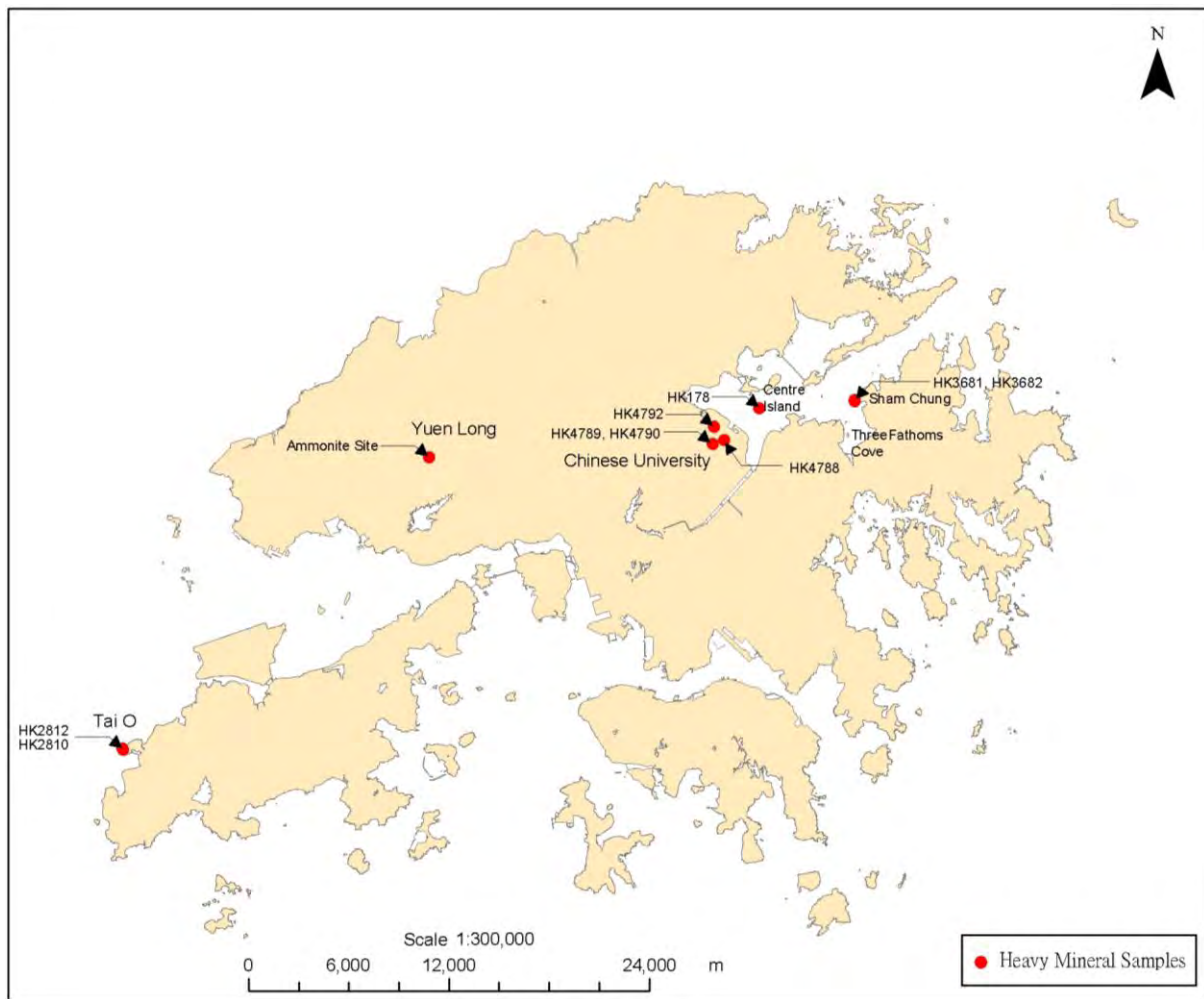 N
HK3681, HK3682
HK178
Centre
Island
Sham Chung
HK4792
Yuen Long
HK4789, HK4790
Three Fathoms
Cove
Ammonite Site
Chinese University
HK4788
Tai O
HK2812
HK2810
Scale 1:300,000
0 6,000 12,000 24,000 m
Heavy Mineral Samples